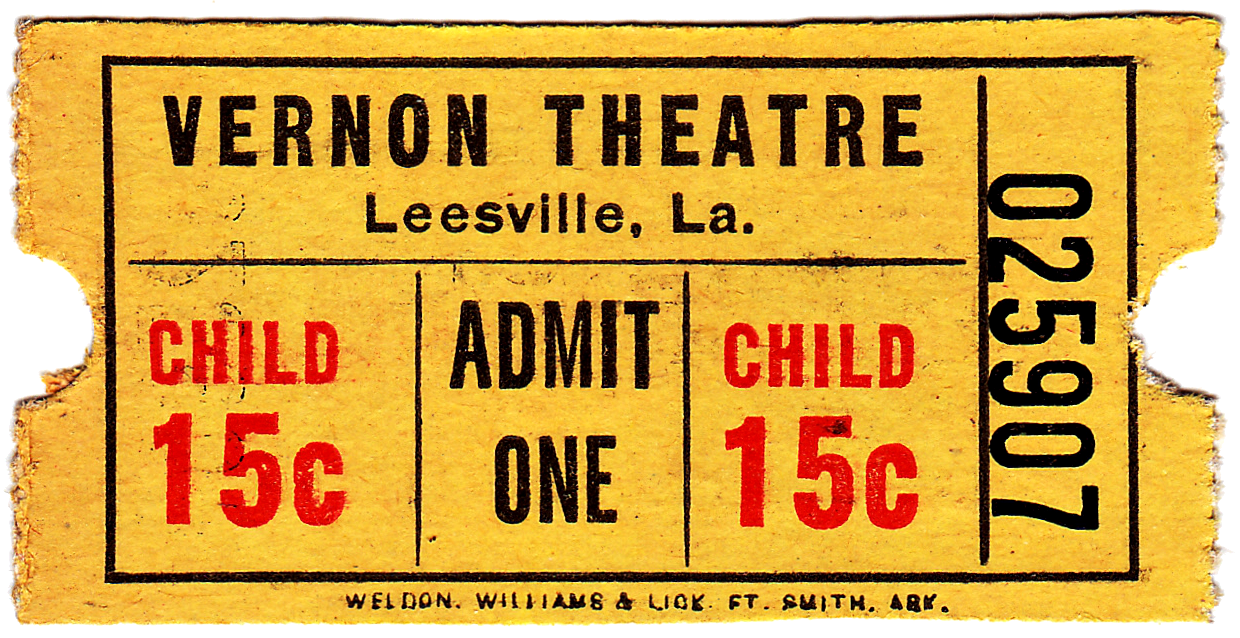 VERNON THEATRE
Leesville, La.
CHILD
15c
ADMIT
ONE
CHILD
15c
025907
WELDON. WILLIAMS & LICK. FT. SMITH. ARK.